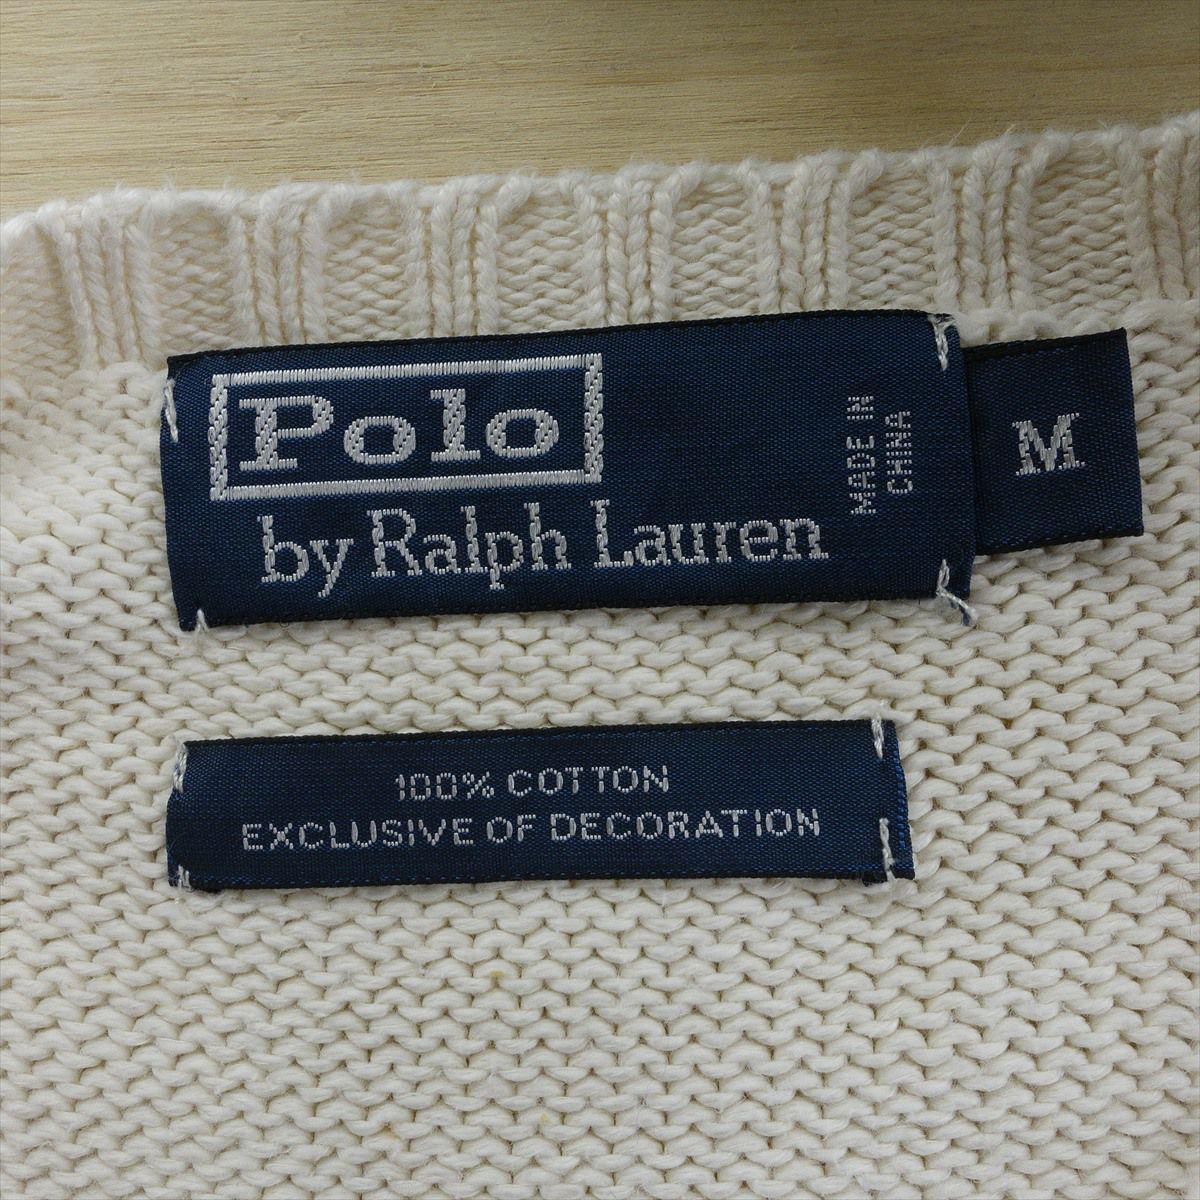 Polo
by Ralph Lauren
MADE IN
CHINA
M
100% COTTON
EXCLUSIVE OF DECORATION